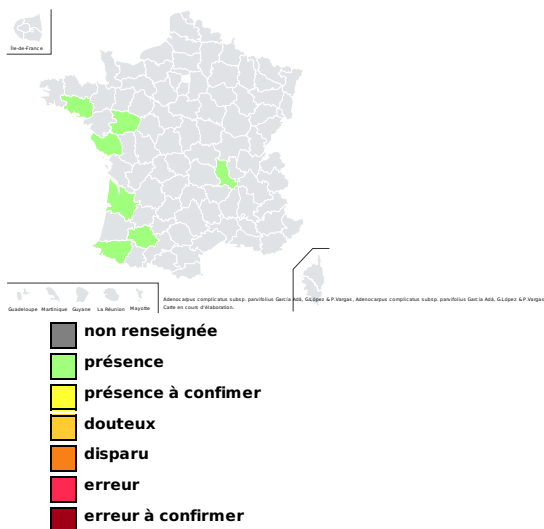 Île-de-France
Guadeloupe Martinique Guyane La Réunion Mayotte
Adenocarpus complicatus subsp. parvifolius García Adá, G.López & P.Vargas, Adenocarpus complicatus subsp. parvifolius García Adá, G.López & P.Vargas
Carte en cours d'élaboration.
non renseignée
présence
présence à confimer
douteux
disparu
erreur
erreur à confirmer